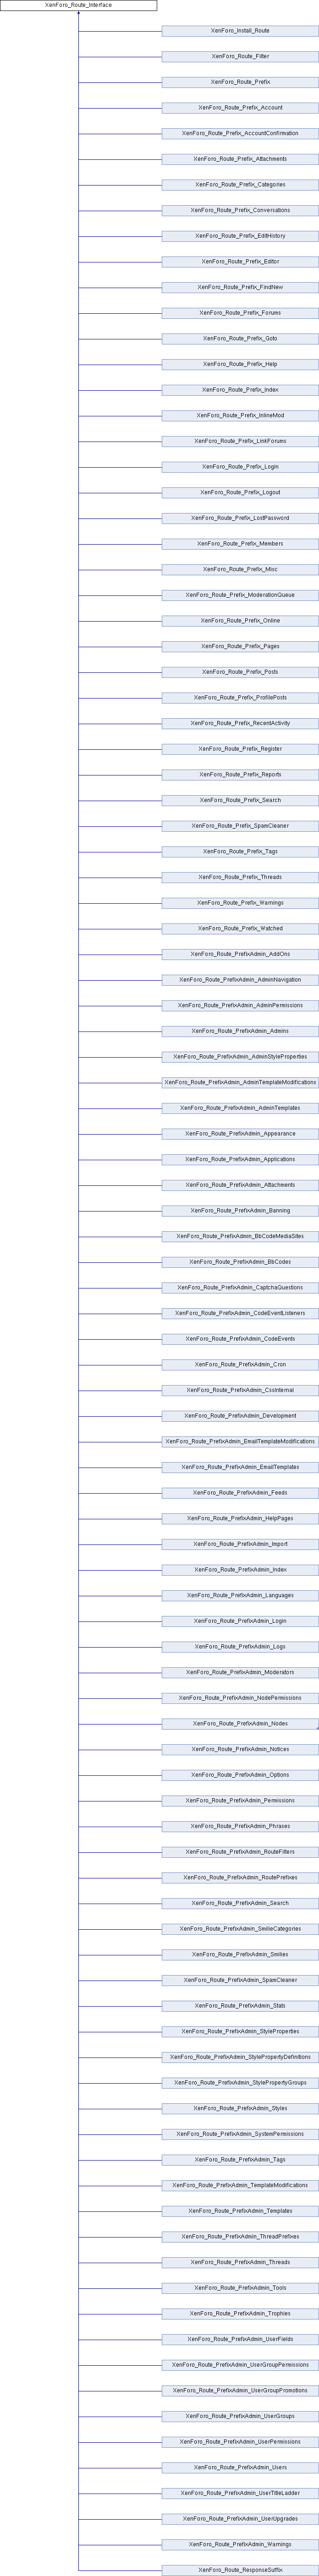 XenForo_Route_Interface
XenForo_Install_Route
XenForo_Route_Filter
XenForo_Route_Prefix
XenForo_Route_Prefix_Account
XenForo_Route_Prefix_AccountConfirmation
XenForo_Route_Prefix_Attachments
XenForo_Route_Prefix_Categories
XenForo_Route_Prefix_Conversations
XenForo_Route_Prefix_EditHistory
XenForo_Route_Prefix_Editor
XenForo_Route_Prefix_FindNew
XenForo_Route_Prefix_Forums
XenForo_Route_Prefix_Goto
XenForo_Route_Prefix_Help
XenForo_Route_Prefix_Index
XenForo_Route_Prefix_InlineMod
XenForo_Route_Prefix_LinkForums
XenForo_Route_Prefix_Login
XenForo_Route_Prefix_Logout
XenForo_Route_Prefix_LostPassword
XenForo_Route_Prefix_Members
XenForo_Route_Prefix_Misc
XenForo_Route_Prefix_ModerationQueue
XenForo_Route_Prefix_Online
XenForo_Route_Prefix_Pages
XenForo_Route_Prefix_Posts
XenForo_Route_Prefix_ProfilePosts
XenForo_Route_Prefix_RecentActivity
XenForo_Route_Prefix_Register
XenForo_Route_Prefix_Reports
XenForo_Route_Prefix_Search
XenForo_Route_Prefix_SpamCleaner
XenForo_Route_Prefix_Tags
XenForo_Route_Prefix_Threads
XenForo_Route_Prefix_Warnings
XenForo_Route_Prefix_Watched
XenForo_Route_PrefixAdmin_AddOns
XenForo_Route_PrefixAdmin_AdminNavigation
XenForo_Route_PrefixAdmin_AdminPermissions
XenForo_Route_PrefixAdmin_Admins
XenForo_Route_PrefixAdmin_AdminStyleProperties
XenForo_Route_PrefixAdmin_AdminTemplateModifications
XenForo_Route_PrefixAdmin_AdminTemplates
XenForo_Route_PrefixAdmin_Appearance
XenForo_Route_PrefixAdmin_Applications
XenForo_Route_PrefixAdmin_Attachments
XenForo_Route_PrefixAdmin_Banning
XenForo_Route_PrefixAdmin_BbCodeMediaSites
XenForo_Route_PrefixAdmin_BbCodes
XenForo_Route_PrefixAdmin_CaptchaQuestions
XenForo_Route_PrefixAdmin_CodeEventListeners
XenForo_Route_PrefixAdmin_CodeEvents
XenForo_Route_PrefixAdmin_Cron
XenForo_Route_PrefixAdmin_CssInternal
XenForo_Route_PrefixAdmin_Development
XenForo_Route_PrefixAdmin_EmailTemplateModifications
XenForo_Route_PrefixAdmin_EmailTemplates
XenForo_Route_PrefixAdmin_Feeds
XenForo_Route_PrefixAdmin_HelpPages
XenForo_Route_PrefixAdmin_Import
XenForo_Route_PrefixAdmin_Index
XenForo_Route_PrefixAdmin_Languages
XenForo_Route_PrefixAdmin_Login
XenForo_Route_PrefixAdmin_Logs
XenForo_Route_PrefixAdmin_Moderators
XenForo_Route_PrefixAdmin_NodePermissions
XenForo_Route_PrefixAdmin_Nodes
XenForo_Route_PrefixAdmin_Notices
XenForo_Route_PrefixAdmin_Options
XenForo_Route_PrefixAdmin_Permissions
XenForo_Route_PrefixAdmin_Phrases
XenForo_Route_PrefixAdmin_RouteFilters
XenForo_Route_PrefixAdmin_RoutePrefixes
XenForo_Route_PrefixAdmin_Search
XenForo_Route_PrefixAdmin_SmilieCategories
XenForo_Route_PrefixAdmin_Smilies
XenForo_Route_PrefixAdmin_SpamCleaner
XenForo_Route_PrefixAdmin_Stats
XenForo_Route_PrefixAdmin_StyleProperties
XenForo_Route_PrefixAdmin_StylePropertyDefinitions
XenForo_Route_PrefixAdmin_StylePropertyGroups
XenForo_Route_PrefixAdmin_Styles
XenForo_Route_PrefixAdmin_SystemPermissions
XenForo_Route_PrefixAdmin_Tags
XenForo_Route_PrefixAdmin_TemplateModifications
XenForo_Route_PrefixAdmin_Templates
XenForo_Route_PrefixAdmin_ThreadPrefixes
XenForo_Route_PrefixAdmin_Threads
XenForo_Route_PrefixAdmin_Tools
XenForo_Route_PrefixAdmin_Trophies
XenForo_Route_PrefixAdmin_UserFields
XenForo_Route_PrefixAdmin_UserGroupPermissions
XenForo_Route_PrefixAdmin_UserGroupPromotions
XenForo_Route_PrefixAdmin_UserGroups
XenForo_Route_PrefixAdmin_UserPermissions
XenForo_Route_PrefixAdmin_Users
XenForo_Route_PrefixAdmin_UserTitleLadder
XenForo_Route_PrefixAdmin_UserUpgrades
XenForo_Route_PrefixAdmin_Warnings
XenForo_Route_ResponseSuffix